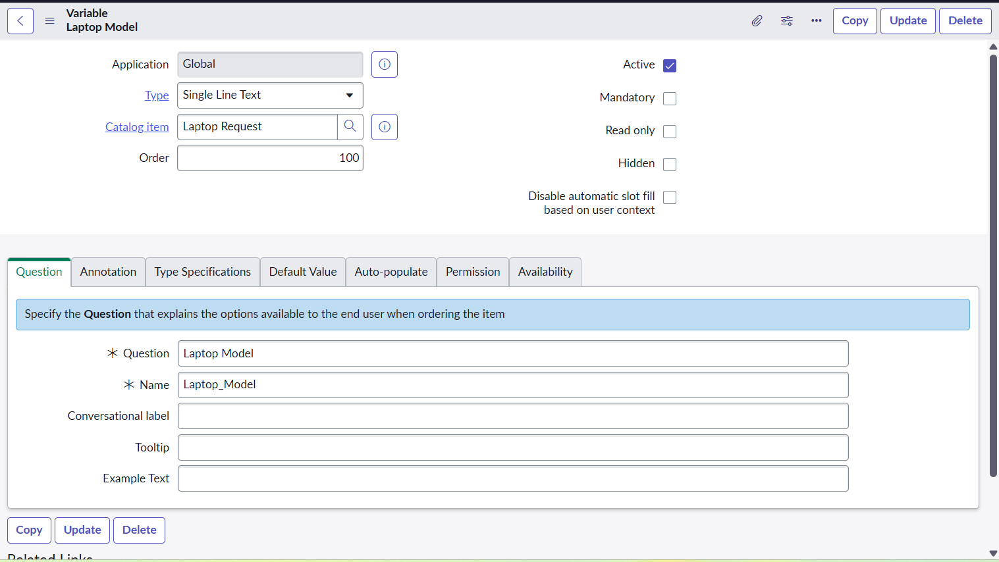 Variable
Laptop Model
Copy
Update
Delete
Application
Global
Active
Type
Single Line Text
Mandatory
Catalog item
Laptop Request
Read only
Order
100
Hidden
Disable automatic slot fill
based on user context
Question
Annotation
Type Specifications
Default Value
Auto-populate
Permission
Availability
Specify the Question that explains the options available to the end user when ordering the item
* Question
Laptop Model
* Name
Laptop_Model
Conversational label
Tooltip
Example Text
Copy
Update
Delete
Related Links